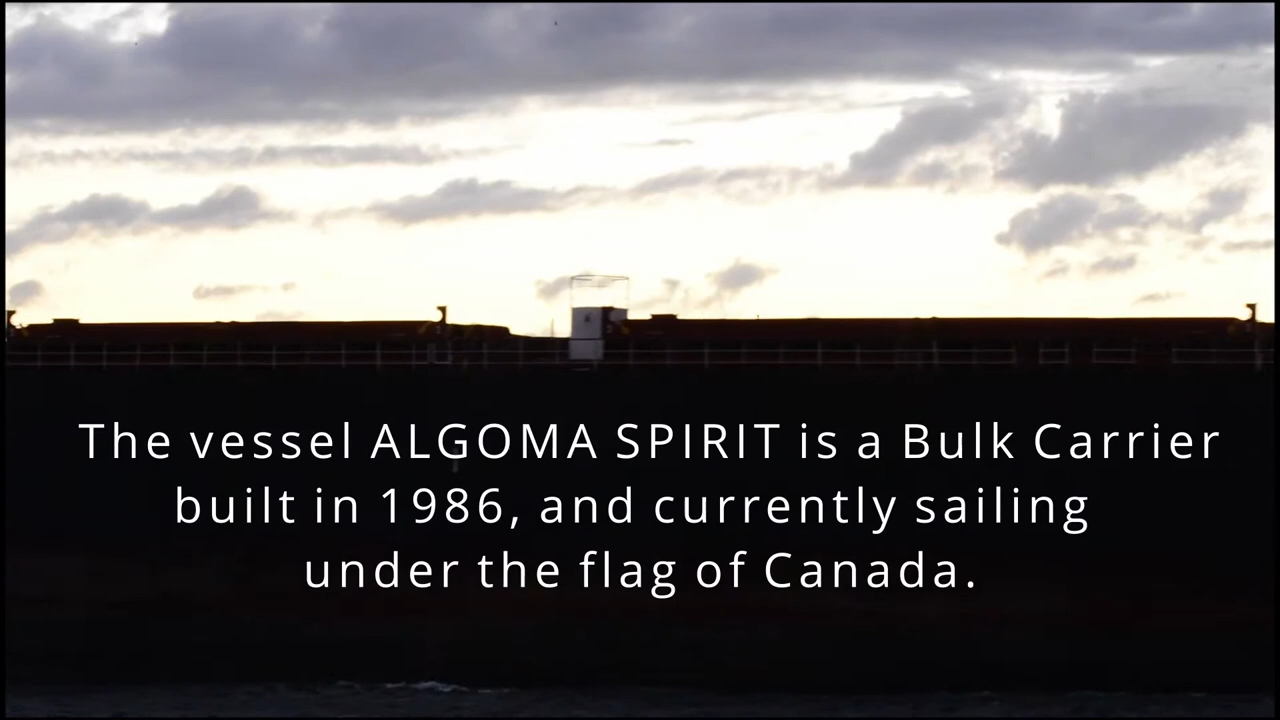 The vessel ALGOMA SPIRIT is a Bulk Carrier
built in 1986, and currently sailing
under the flag of Canada.